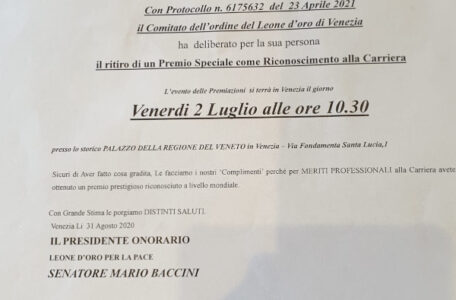 Con Protocollo n. 6175632 del 23 Aprile 2021
il Comitato dell'ordine del Leone d'oro di Venezia
ha deliberato per la sua persona
il ritiro di un Premio Speciale come Riconoscimento alla Carriera
L'evento delle Premiazioni si terrà in Venezia il giorno
Venerdi 2 Luglio alle ore 10.30
presso lo storico PALAZZO DELLA REGIONE DEL VENETO in Venezia – Via Fondamenta Santa Lucia,1
Sicuri di Aver fatto cosa gradita, Le facciamo i nostri 'Complimenti' perché per MERITI PROFESSIONALI alla Carriera avete
ottenuto un premio prestigioso riconosciuto a livello mondiale.
Con Grande Stima le porgiamo DISTINTI SALUTI.
Venezia Li 31 Agosto 2020
IL PRESIDENTE ONORARIO
LEONE D'ORO PER LA PACE
SENATORE MARIO BACCINI